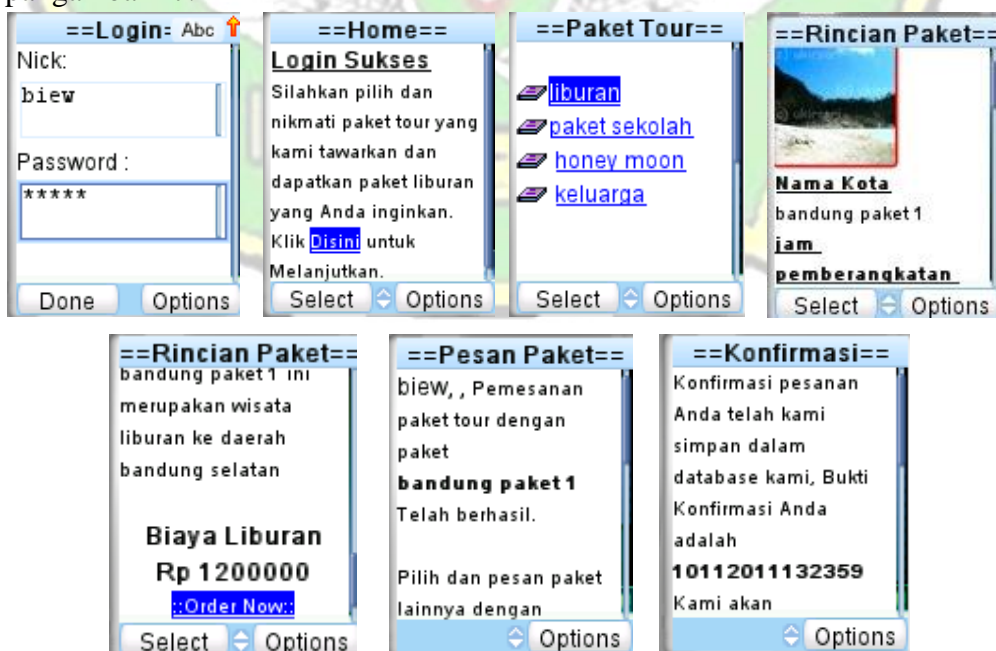 ==Login= Abc
Nick:
biew
Password :
*****
Done Options
==Home==
Login Sukses
Silahkan pilih dan
nikmati paket tour yang
kami tawarkan dan
dapatkan paket liburan
yang Anda inginkan.
Klik Disini untuk
Melanjutkan.
Select Options
==Paket Tour==
liburan
paket sekolah
honey moon
keluarga
Select Options
==Rincian Paket==
Nama Kota
bandung paket 1
jam
pemberangkatan
Select Options
==Rincian Paket==
bandung paket 1 ini
merupakan wisata
liburan ke daerah
bandung selatan
Biaya Liburan
Rp 1200000
::Order Now::
Select Options
==Pesan Paket==
biew, , Pemesanan
paket tour dengan
paket
bandung paket 1
Telah berhasil.
Pilih dan pesan paket
lainnya dengan
Options
==Konfirmasi==
Konfirmasi pesanan
Anda telah kami
simpan dalam
database kami, Bukti
Konfirmasi Anda
adalah
10112011132359
Kami akan
Options